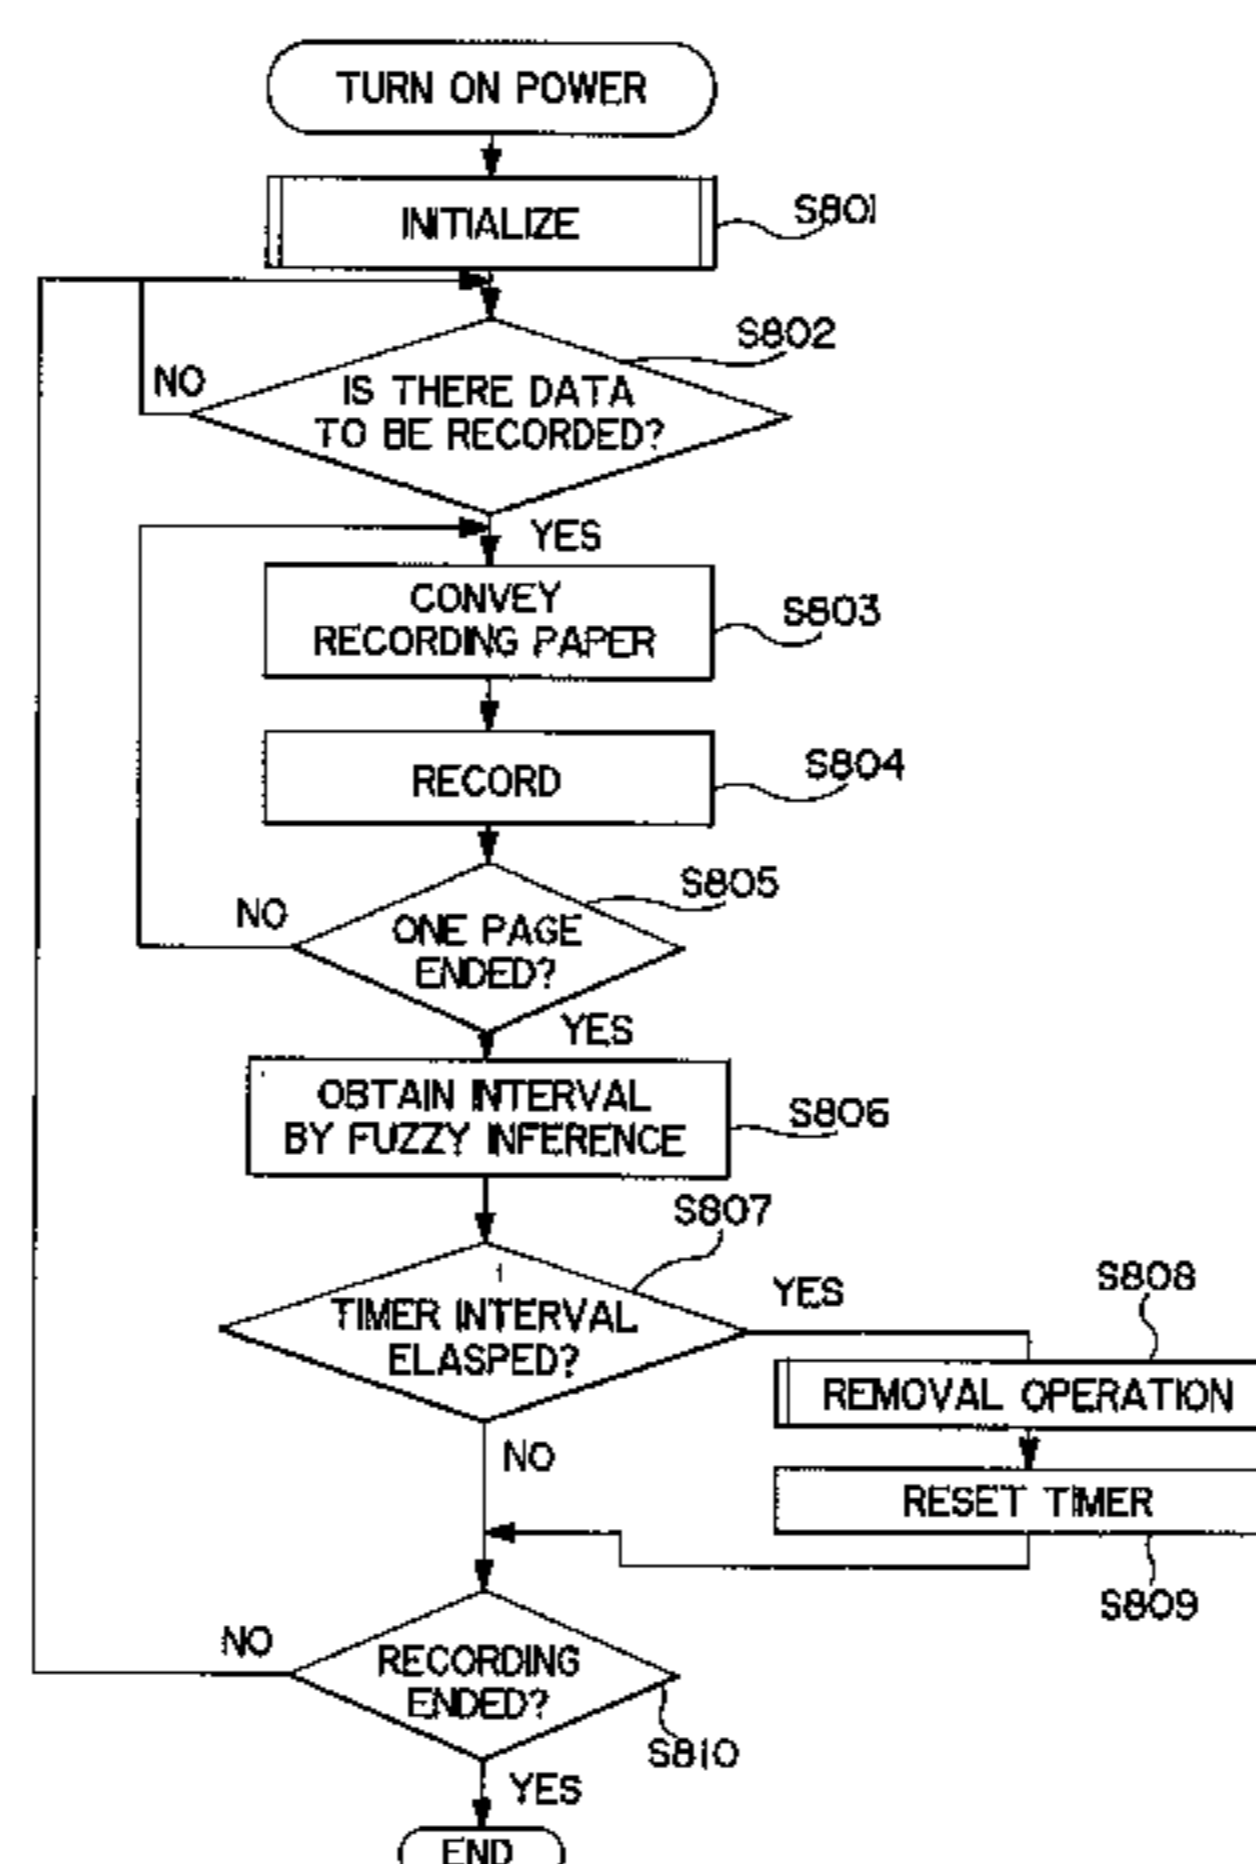 TURN ON POWER
INITIALIZE
S801
S802
NO
IS THERE DATA
TO BE RECORDED?
YES
CONVEY
RECORDING PAPER
S803
RECORD
S804
S805
NO
ONE PAGE
ENDED?
YES
OBTAIN INTERVAL
BY FUZZY INFERENCE
S806
S807
TIMER INTERVAL
ELASPED?
YES
S808
REMOVAL OPERATION
NO
RESET TIMER
S809
NO
RECORDING
ENDED?
S810
YES
END